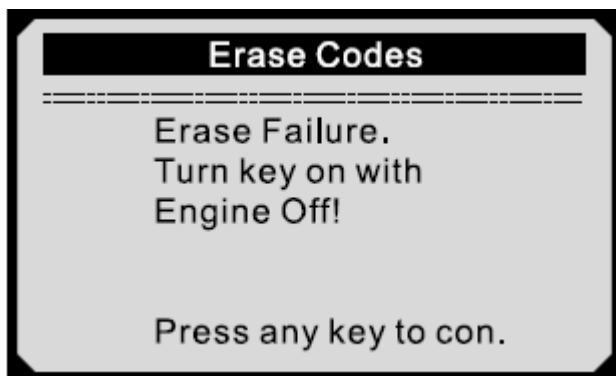 Erase Codes
Erase Failure.
Turn key on with
Engine Off!
Press any key to con.